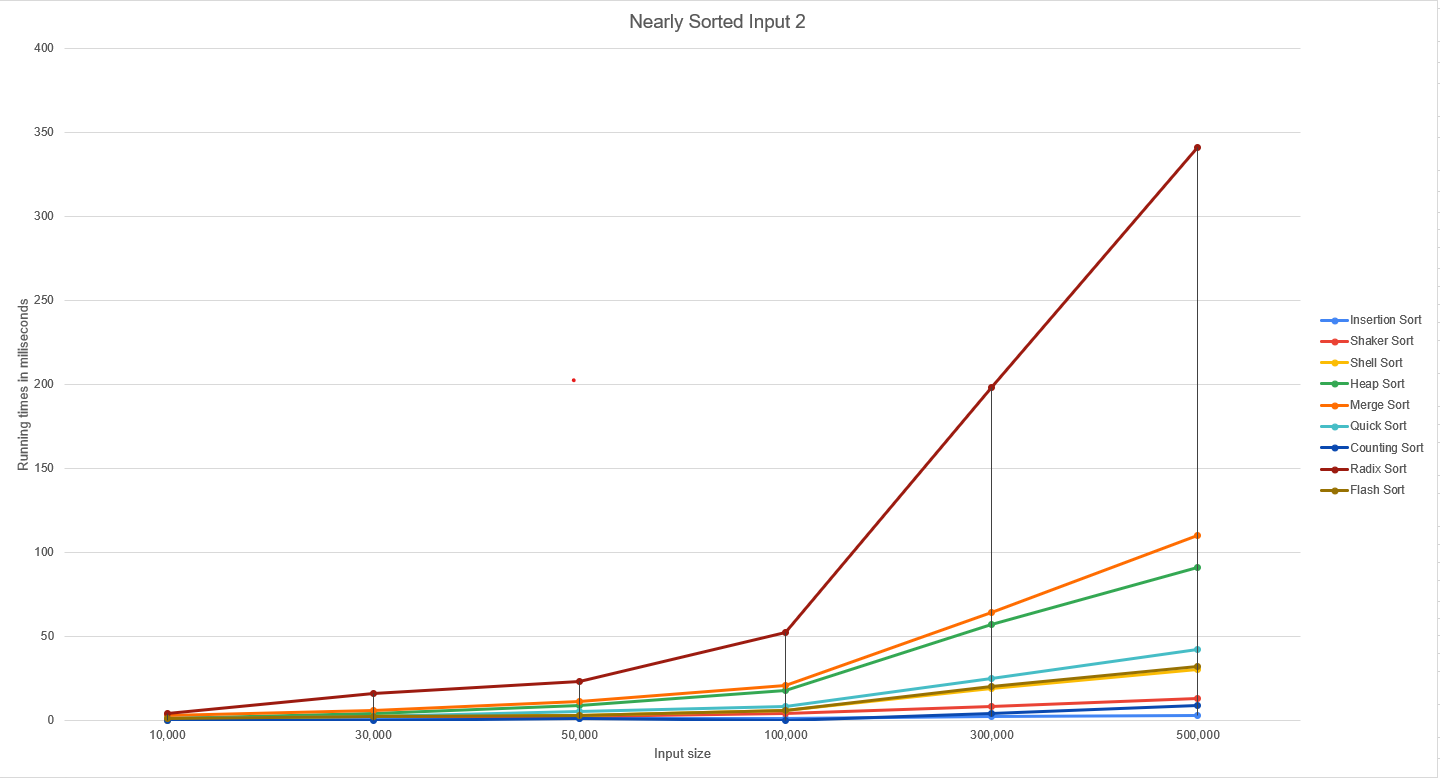 Nearly Sorted Input 2
400
350
300
250
200
150
100
50
0
Running times in miliseconds
10,000
30,000
50,000
100,000
300,000
500,000
Input size
Insertion Sort
Shaker Sort
Shell Sort
Heap Sort
Merge Sort
Quick Sort
Counting Sort
Radix Sort
Flash Sort